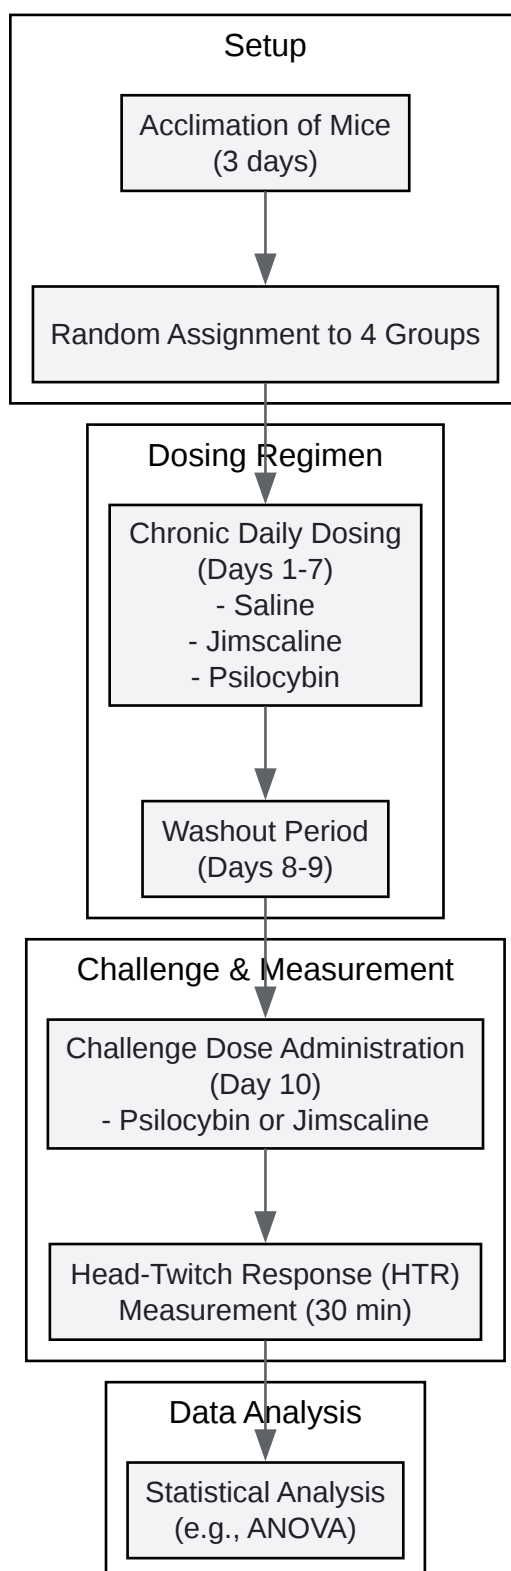 Setup
Acclimation of Mice
(3 days)
Random Assignment to 4 Groups
Dosing Regimen
Chronic Daily Dosing
(Days 1-7)
- Saline
- Jimscaline
- Psilocybin
Washout Period
(Days 8-9)
Challenge & Measurement
Challenge Dose Administration
(Day 10)
- Psilocybin or Jimscaline
Head-Twitch Response (HTR)
Measurement (30 min)
Data Analysis
Statistical Analysis
(e.g., ANOVA)